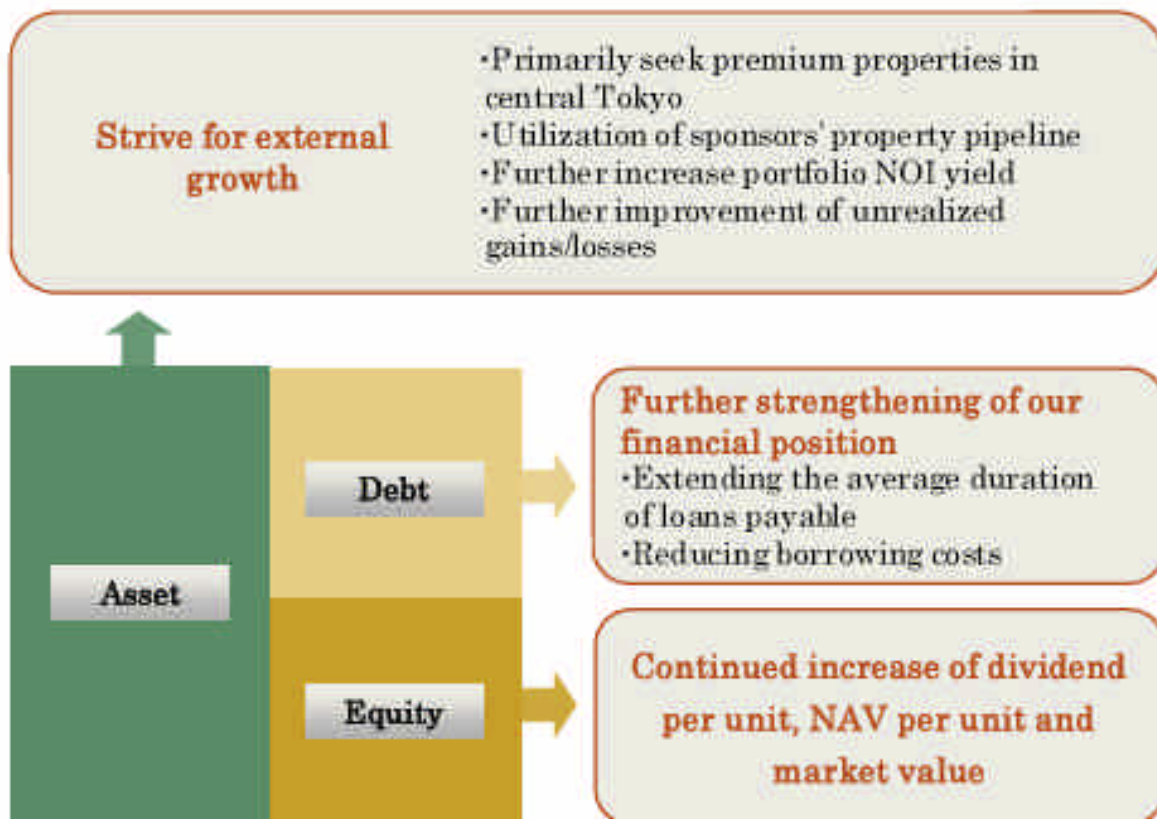 Strive for external
growth
・Primarily seek premium properties in
central Tokyo
・Utilization of sponsors' property pipeline
・Further increase portfolio NOI yield
・Further improvement of unrealized
gains/losses
Asset
Debt
Further strengthening of our
financial position
・Extending the average duration
of loans payable
・Reducing borrowing costs
Equity
Continued increase of dividend
per unit, NAV per unit and
market value